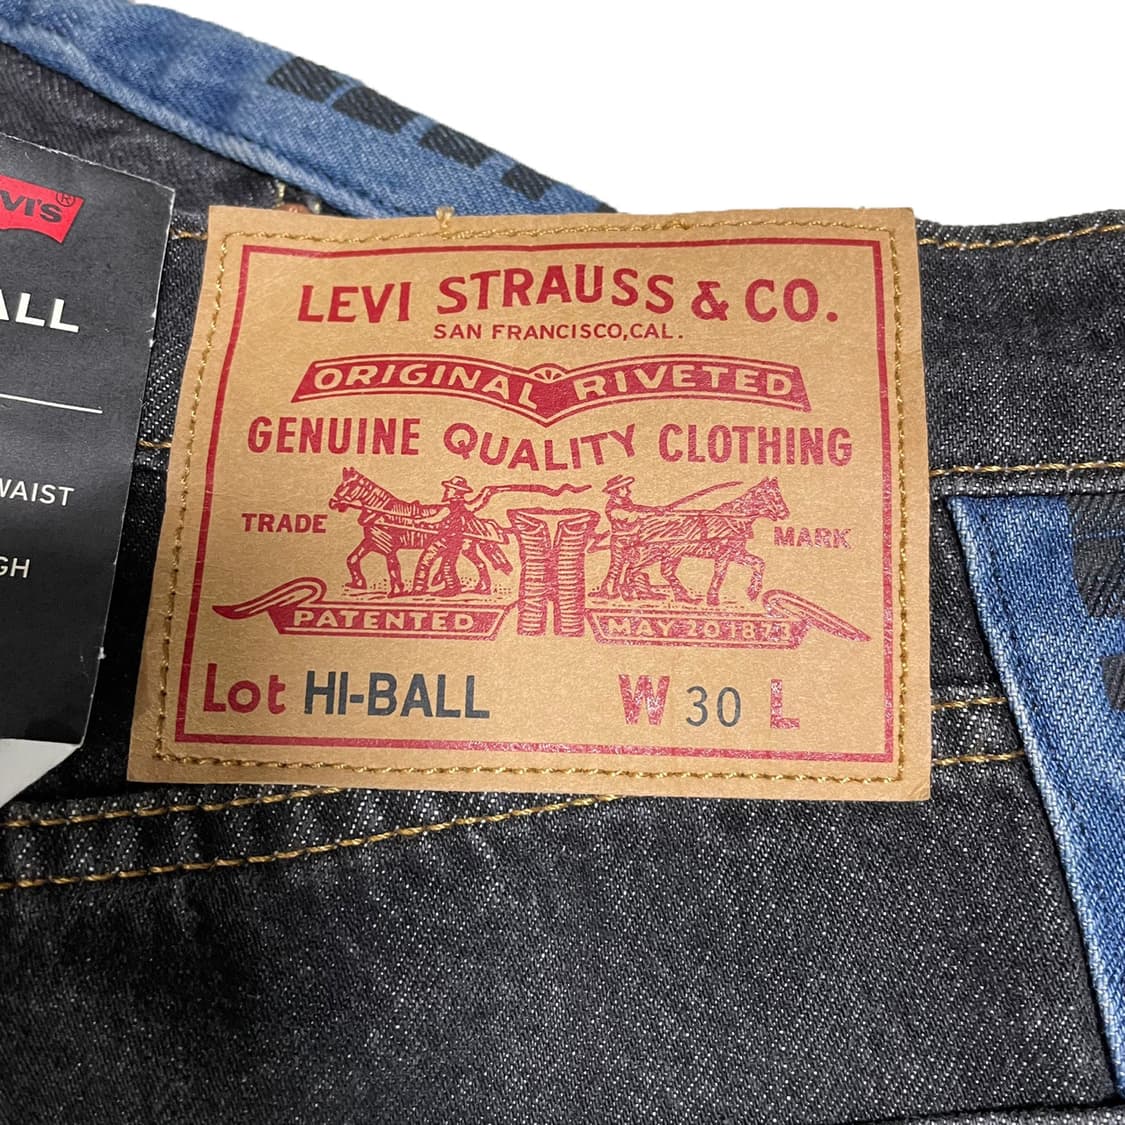 LEVI STRAUSS & CO.
SAN FRANCISCO, CAL.
ORIGINAL RIVETED
GENUINE QUALITY CLOTHING
TRADE MARK
PATENTED MAY 20 1873
Lot HI-BALL W 30 L
VI'S®
ALL
WAIST
GH